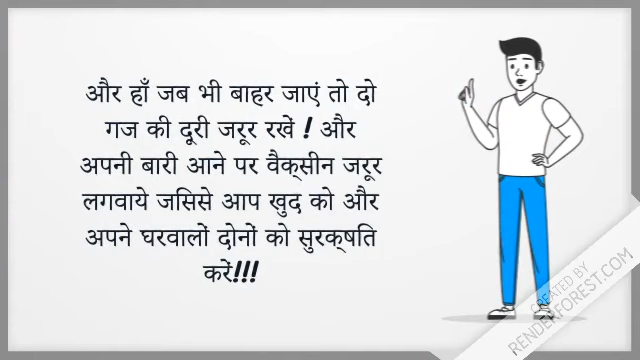 और हाँ जब भी बाहर जाएं तो दो
गज की दूरी जरूर रखें ! और
अपनी बारी आने पर वैक्सीन जरूर
लगवाये जसिसे आप खुद को और
अपने घरवालों दोनों को सुरक्षति
करें!!!
CREATED BY
RENDERFOREST.COM